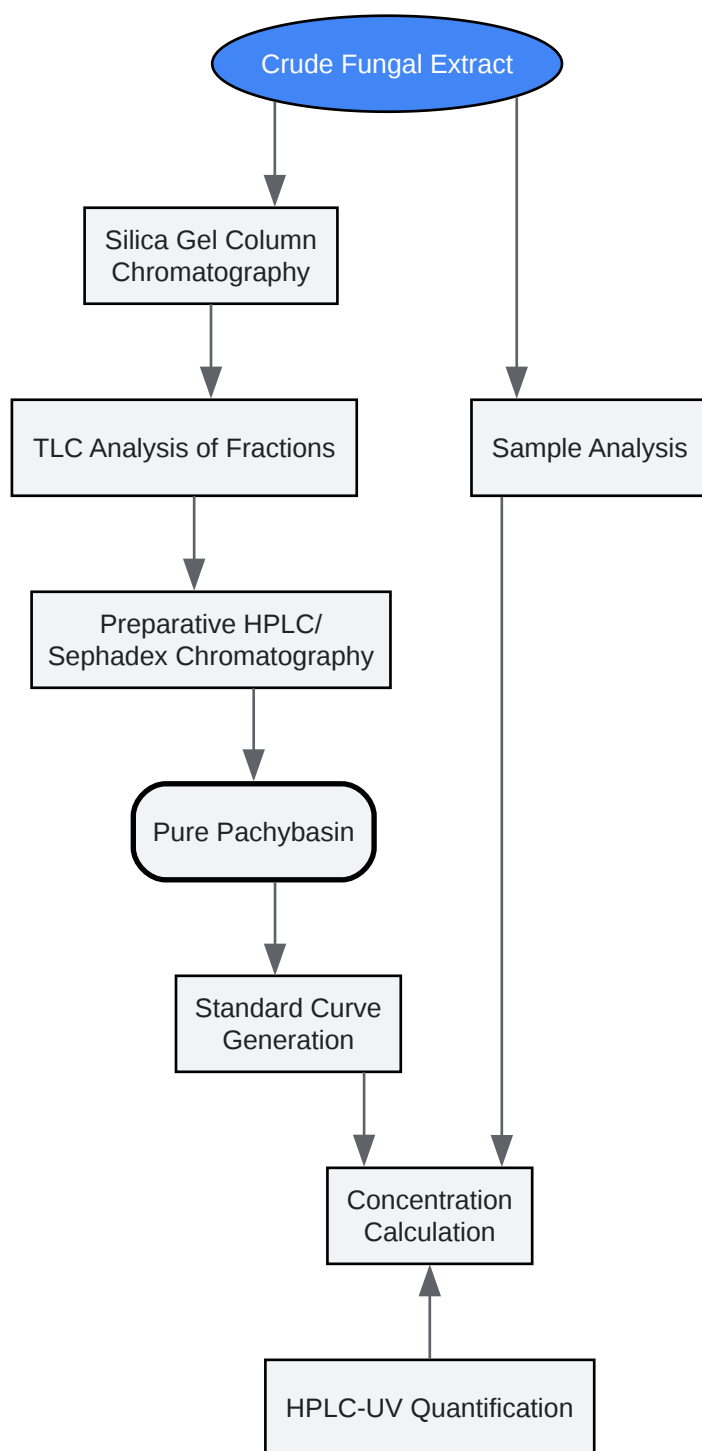 Crude Fungal Extract
Silica Gel Column
Chromatography
TLC Analysis of Fractions
Sample Analysis
Preparative HPLC/
Sephadex Chromatography
Pure Pachybasin
Standard Curve
Generation
Concentration
Calculation
HPLC-UV Quantification